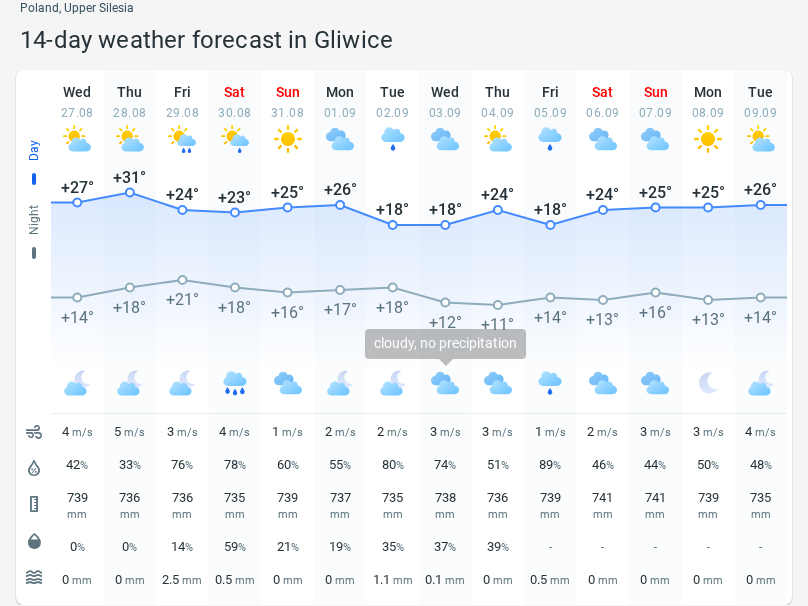 Poland, Upper Silesia
14-day weather forecast in Gliwice
Wed Thu Fri Sat Sun Mon Tue Wed Thu Fri Sat Sun Mon Tue
27.08 28.08 29.08 30.08 31.08 01.09 02.09 03.09 04.09 05.09 06.09 07.09 08.09 09.09
Day
+27° +31° +24° +23° +25° +26° +18° +18° +24° +18° +24° +25° +25° +26°
Night
+14° +18° +21° +18° +16° +17° +18° +12° +11° +14° +13° +16° +13° +14°
cloudy, no precipitation
4 m/s 5 m/s 3 m/s 4 m/s 1 m/s 2 m/s 2 m/s 3 m/s 3 m/s 1 m/s 2 m/s 3 m/s 3 m/s 4 m/s
42% 33% 76% 78% 60% 55% 80% 74% 51% 89% 46% 44% 50% 48%
739 736 736 735 739 737 735 738 736 739 741 741 739 735
mm mm mm mm mm mm mm mm mm mm mm mm mm mm
0% 0% 14% 59% 21% 19% 35% 37% 39% - - - - -
0 mm 0 mm 2.5 mm 0.5 mm 0 mm 0 mm 1.1 mm 0.1 mm 0 mm 0.5 mm 0 mm 0 mm 0 mm 0 mm